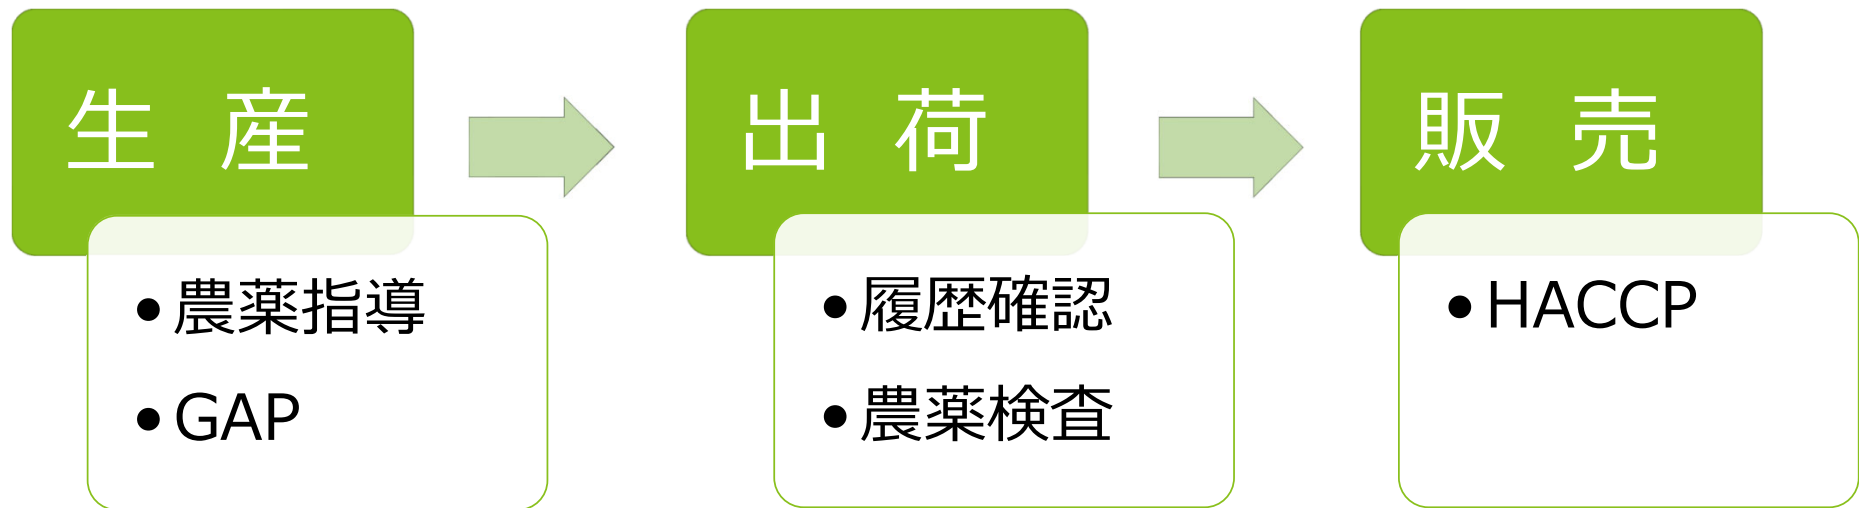 生 産
• 農薬指導
• GAP
出 荷
• 履歴確認
• 農薬検査
販 売
• HACCP